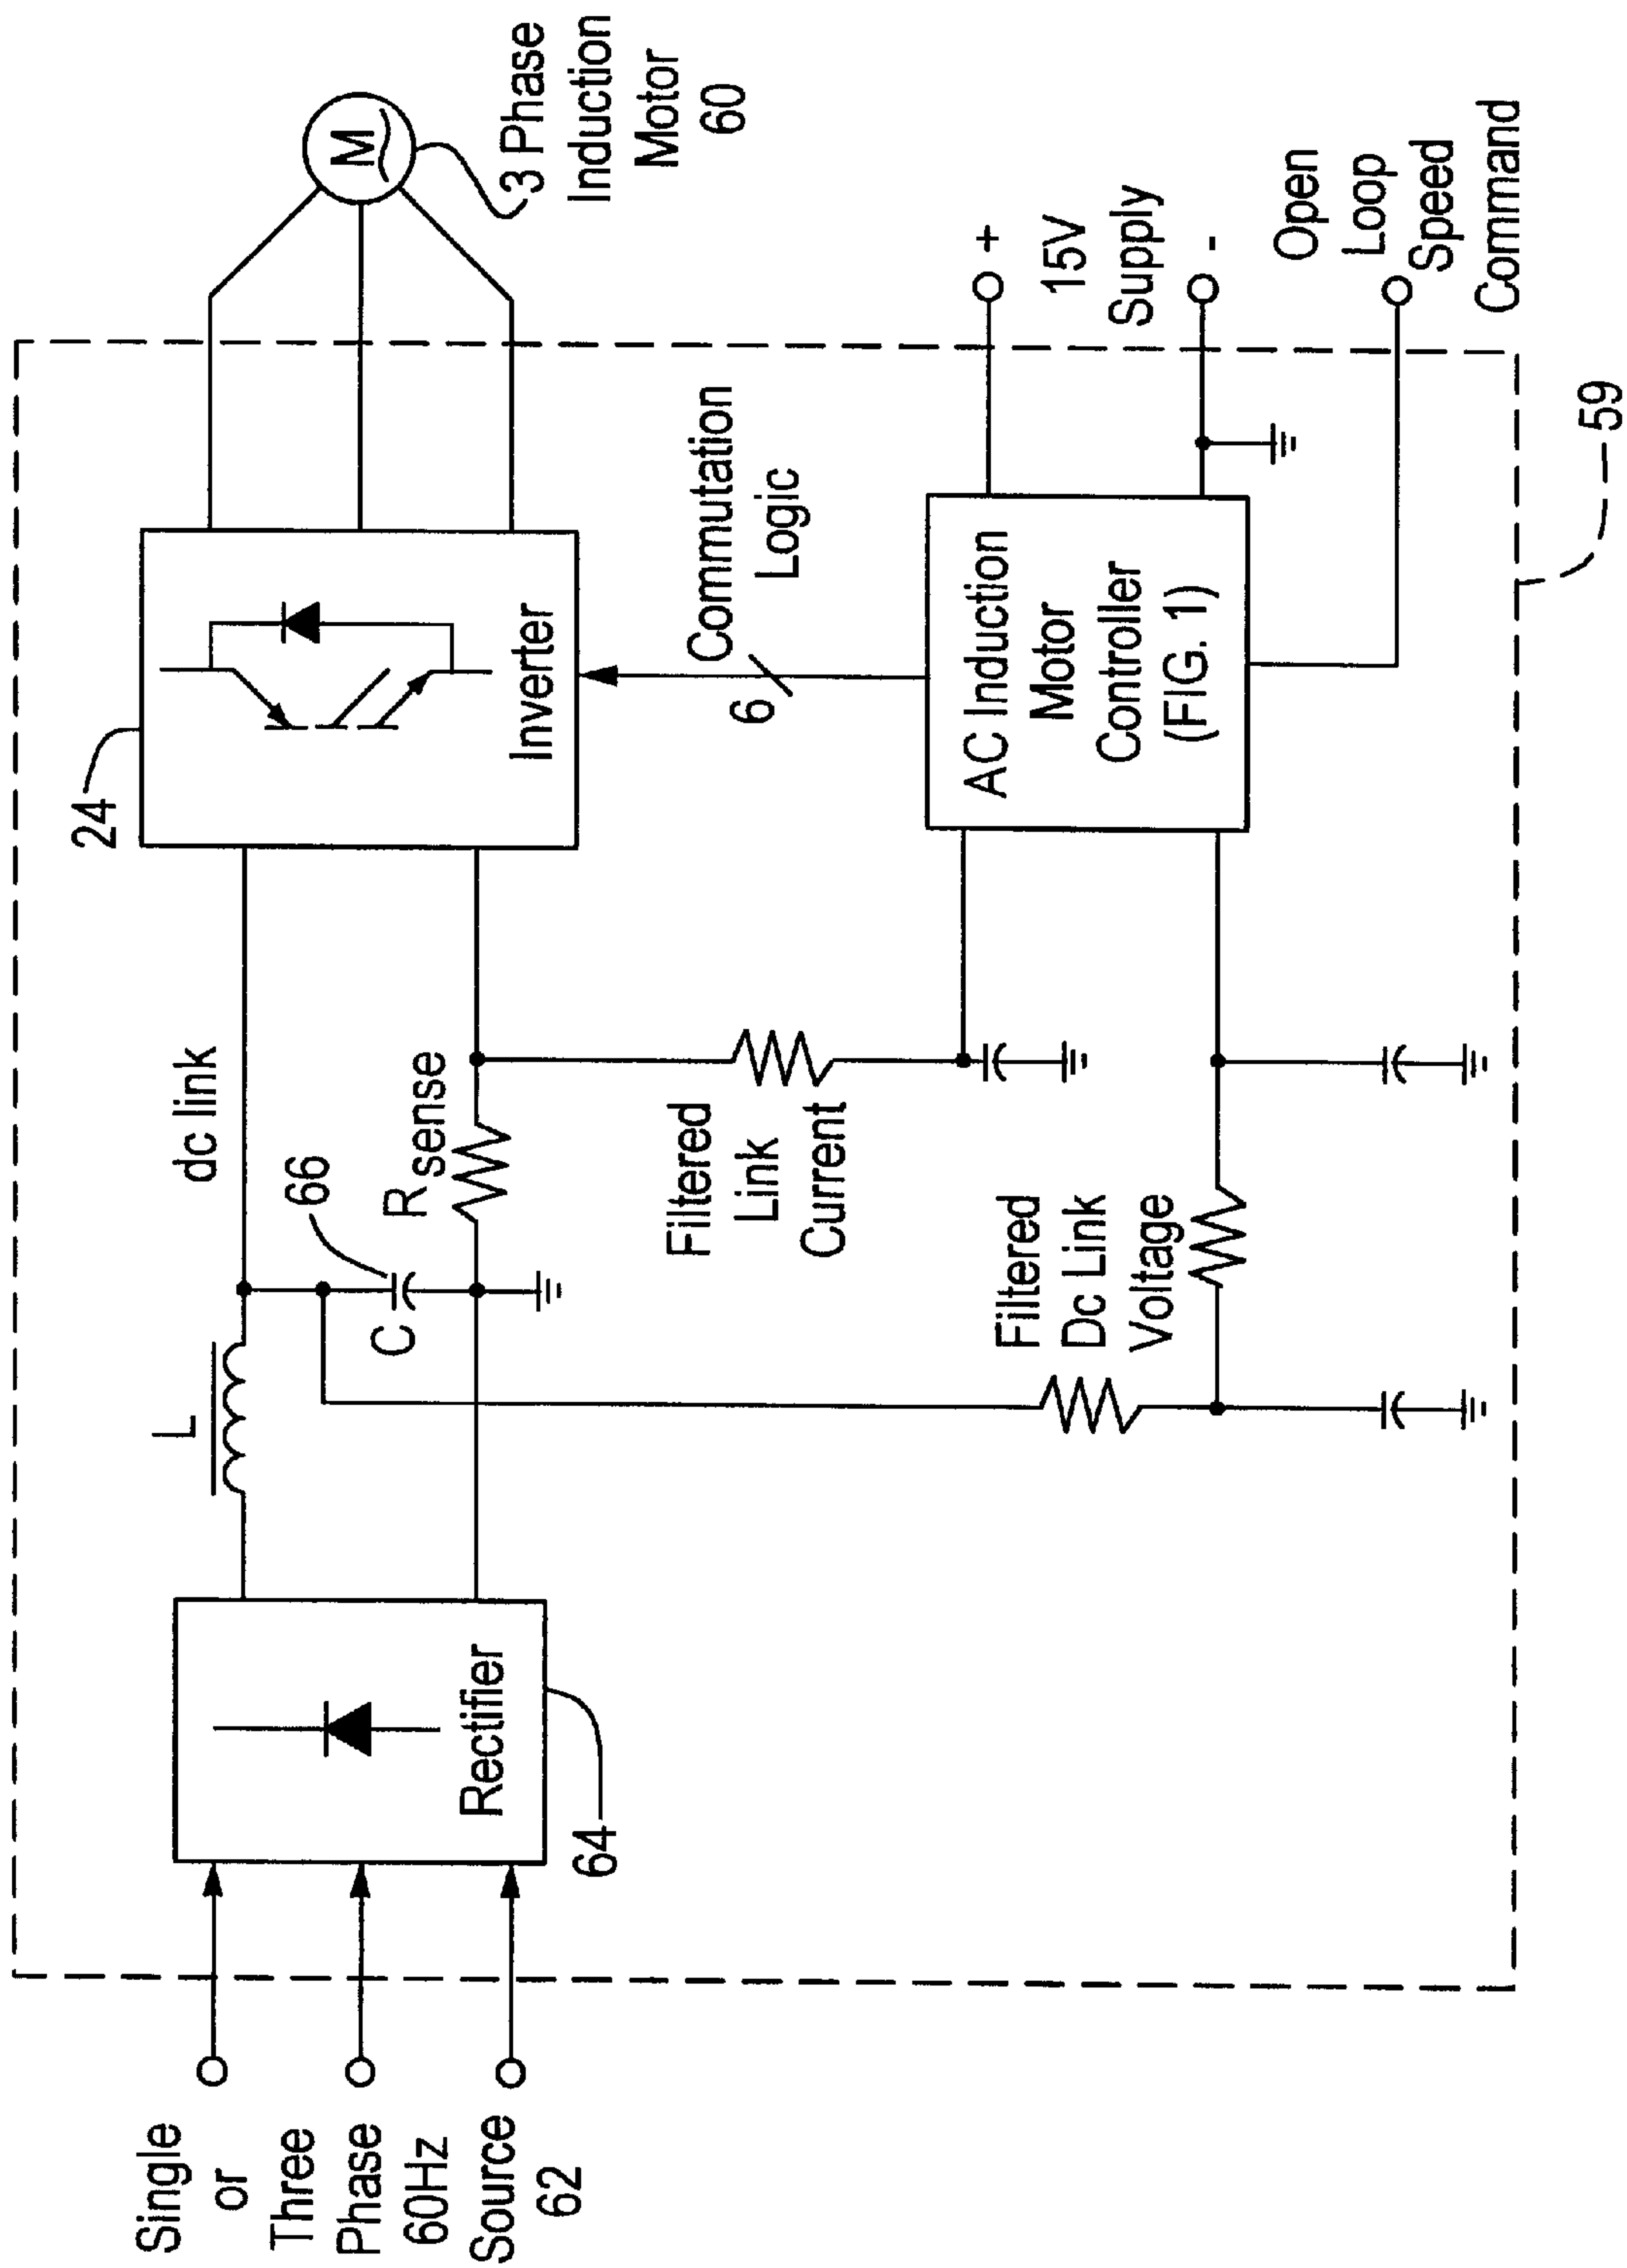 Single
or
Three
Phase
60Hz
Source
62
Rectifier
64
L
C
66
dc link
R sense
24
Inverter
M
3 Phase
Induction
Motor
60
Filtered
Link
Current
Filtered
Dc Link
Voltage
Commutation
Logic
6
AC Induction
Motor
Controller
(FIG. 1)
+
15V
Supply
-
Open
Loop
Speed
Command
59